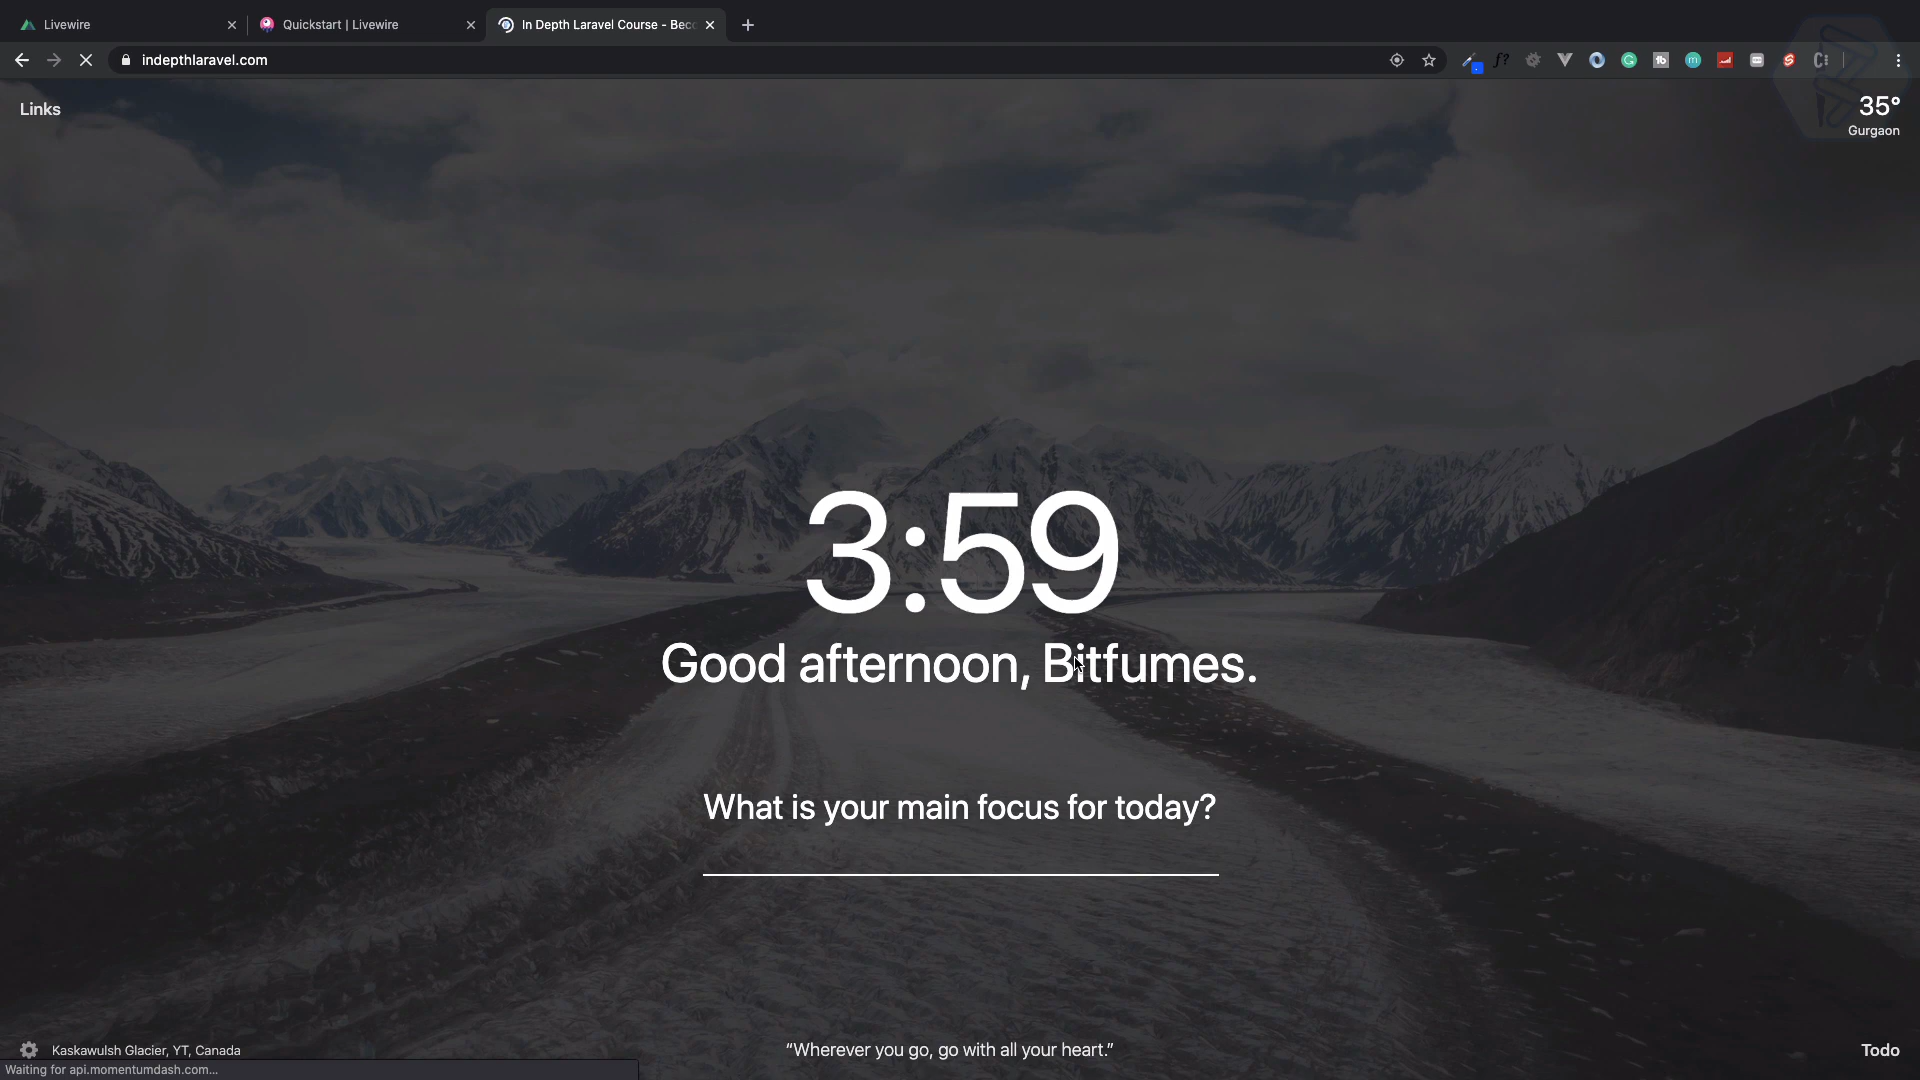 Livewire
Quickstart | Livewire
In Depth Laravel Course - Bec
indepthlaravel.com
Links
35°
Gurgaon
3:59
Good afternoon, Bitfumes.
What is your main focus for today?
Kaskawulsh Glacier, YT, Canada
“Wherever you go, go with all your heart.”
Todo
Waiting for api.momentumdash.com...